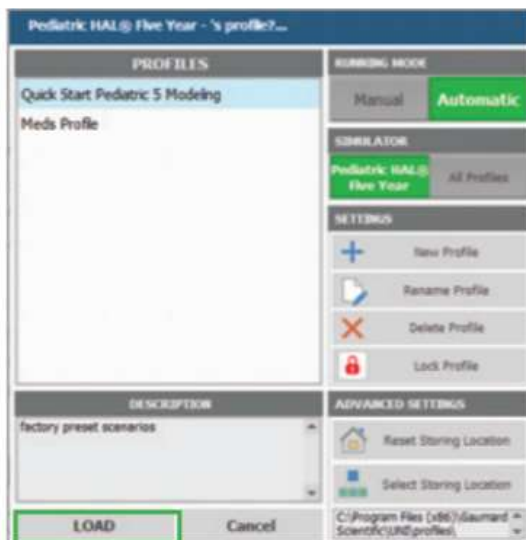 Pediatric HAL® Five Year - 's profile?...
PROFILES
Quick Start Pediatric 5 Modeling
Meds Profile
DESCRIPTION
factory preset scenarios
LOAD
Cancel
RUNNING MODE
Manual
Automatic
SIMULATOR
Pediatric HAL®
Five Year
All Profiles
SETTINGS
New Profile
Rename Profile
Delete Profile
Lock Profile
ADVANCED SETTINGS
Reset Storing Location
Select Storing Location
C:\Program Files (x86)\Gaumard
Scientific\UNI\profiles\